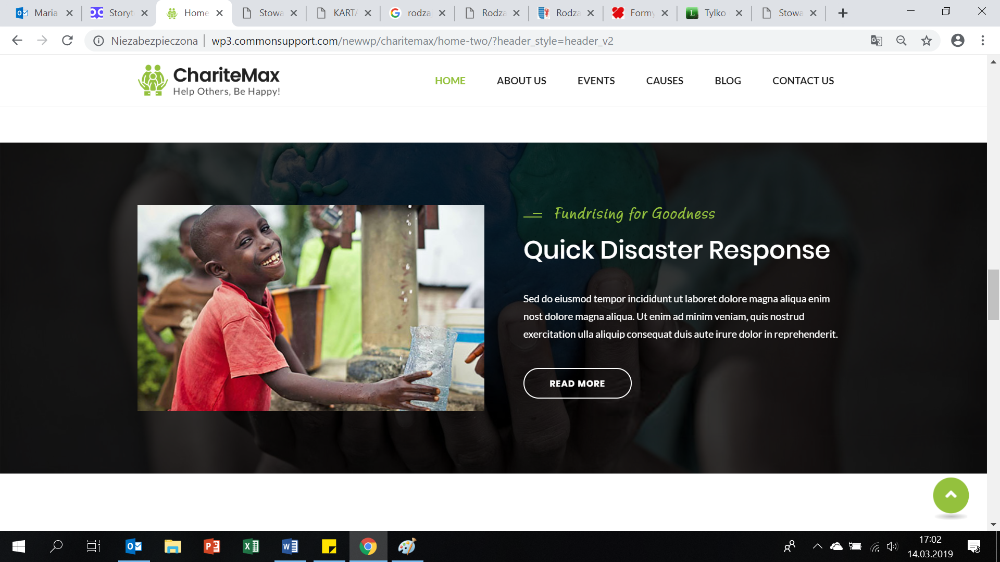 Maria
Storyt
Home
Stowa
KARTA
rodzaj
Rodza
Rodza
Formy
Tylko
Stowa
Niezabezpieczona
wp3.commonsupport.com/newwp/charitemax/home-two/?header_style=header_v2
ChariteMax
Help Others, Be Happy!
HOME ABOUT US EVENTS CAUSES BLOG CONTACT US
Fundrising for Goodness
Quick Disaster Response
Sed do eiusmod tempor incididunt ut laboret dolore magna aliqua enim
nost dolore magna aliqua. Ut enim ad minim veniam, quis nostrud
exercitation ulla aliquip consequat duis aute irure dolor in reprehenderit.
READ MORE
17:02
14.03.2019